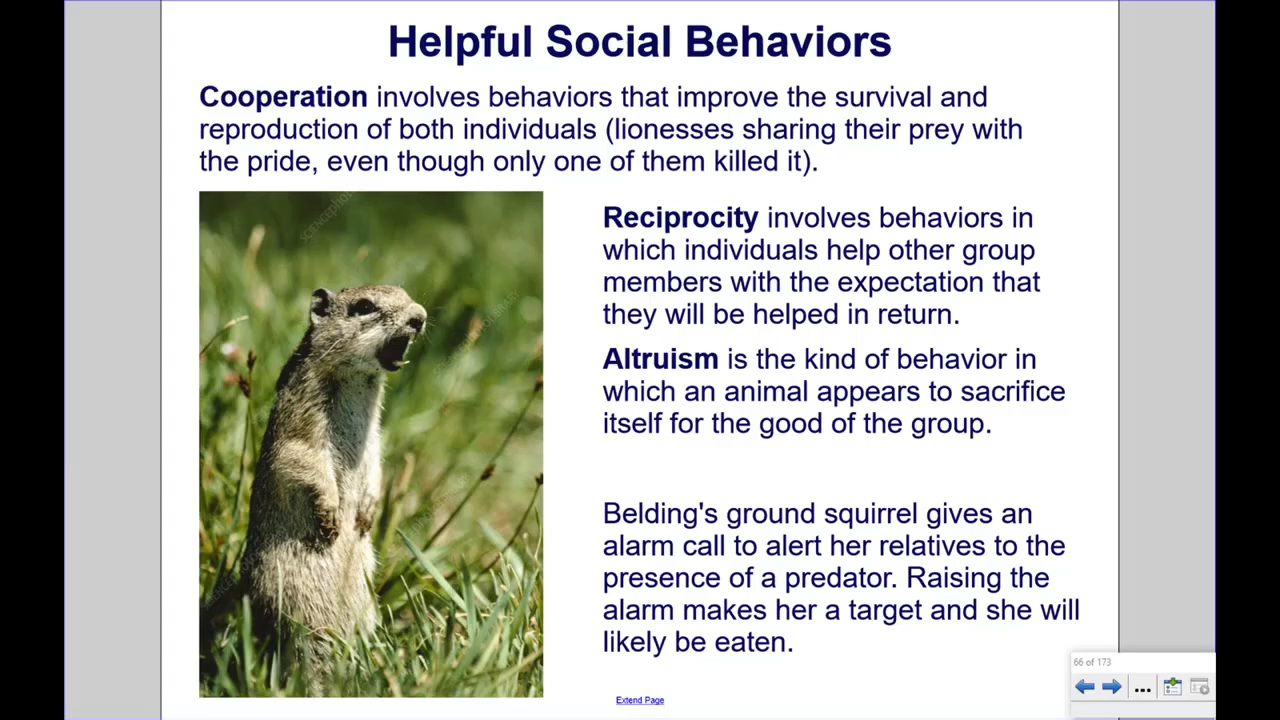 Helpful Social Behaviors
Cooperation involves behaviors that improve the survival and
reproduction of both individuals (lionesses sharing their prey with
the pride, even though only one of them killed it).
Reciprocity involves behaviors in
which individuals help other group
members with the expectation that
they will be helped in return.
Altruism is the kind of behavior in
which an animal appears to sacrifice
itself for the good of the group.
Belding's ground squirrel gives an
alarm call to alert her relatives to the
presence of a predator. Raising the
alarm makes her a target and she will
likely be eaten.
66 of 173
Extend Page